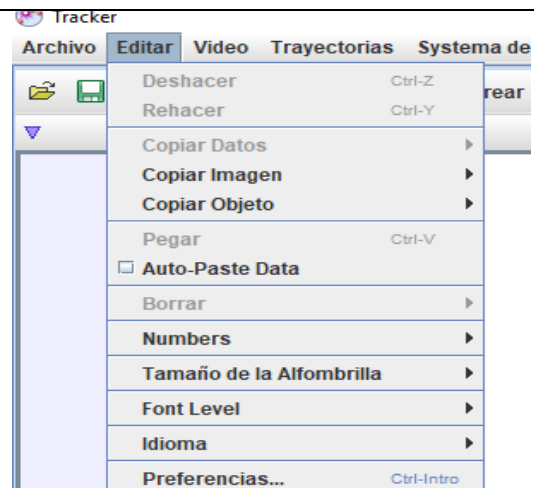 Tracker
Archivo Editar Video Trayectorias Systema de
rear
Deshacer Ctrl-Z
Rehacer Ctrl-Y
Copiar Datos
Copiar Imagen
Copiar Objeto
Pegar Ctrl-V
Auto-Paste Data
Borrar
Numbers
Tamaño de la Alfombrilla
Font Level
Idioma
Preferencias... Ctrl-Intro